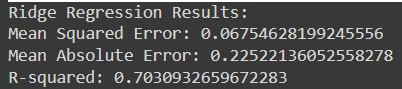 Ridge Regression Results:
Mean Squared Error: 0.06754628199245556
Mean Absolute Error: 0.22522136052558278
R-squared: 0.7030932659672283